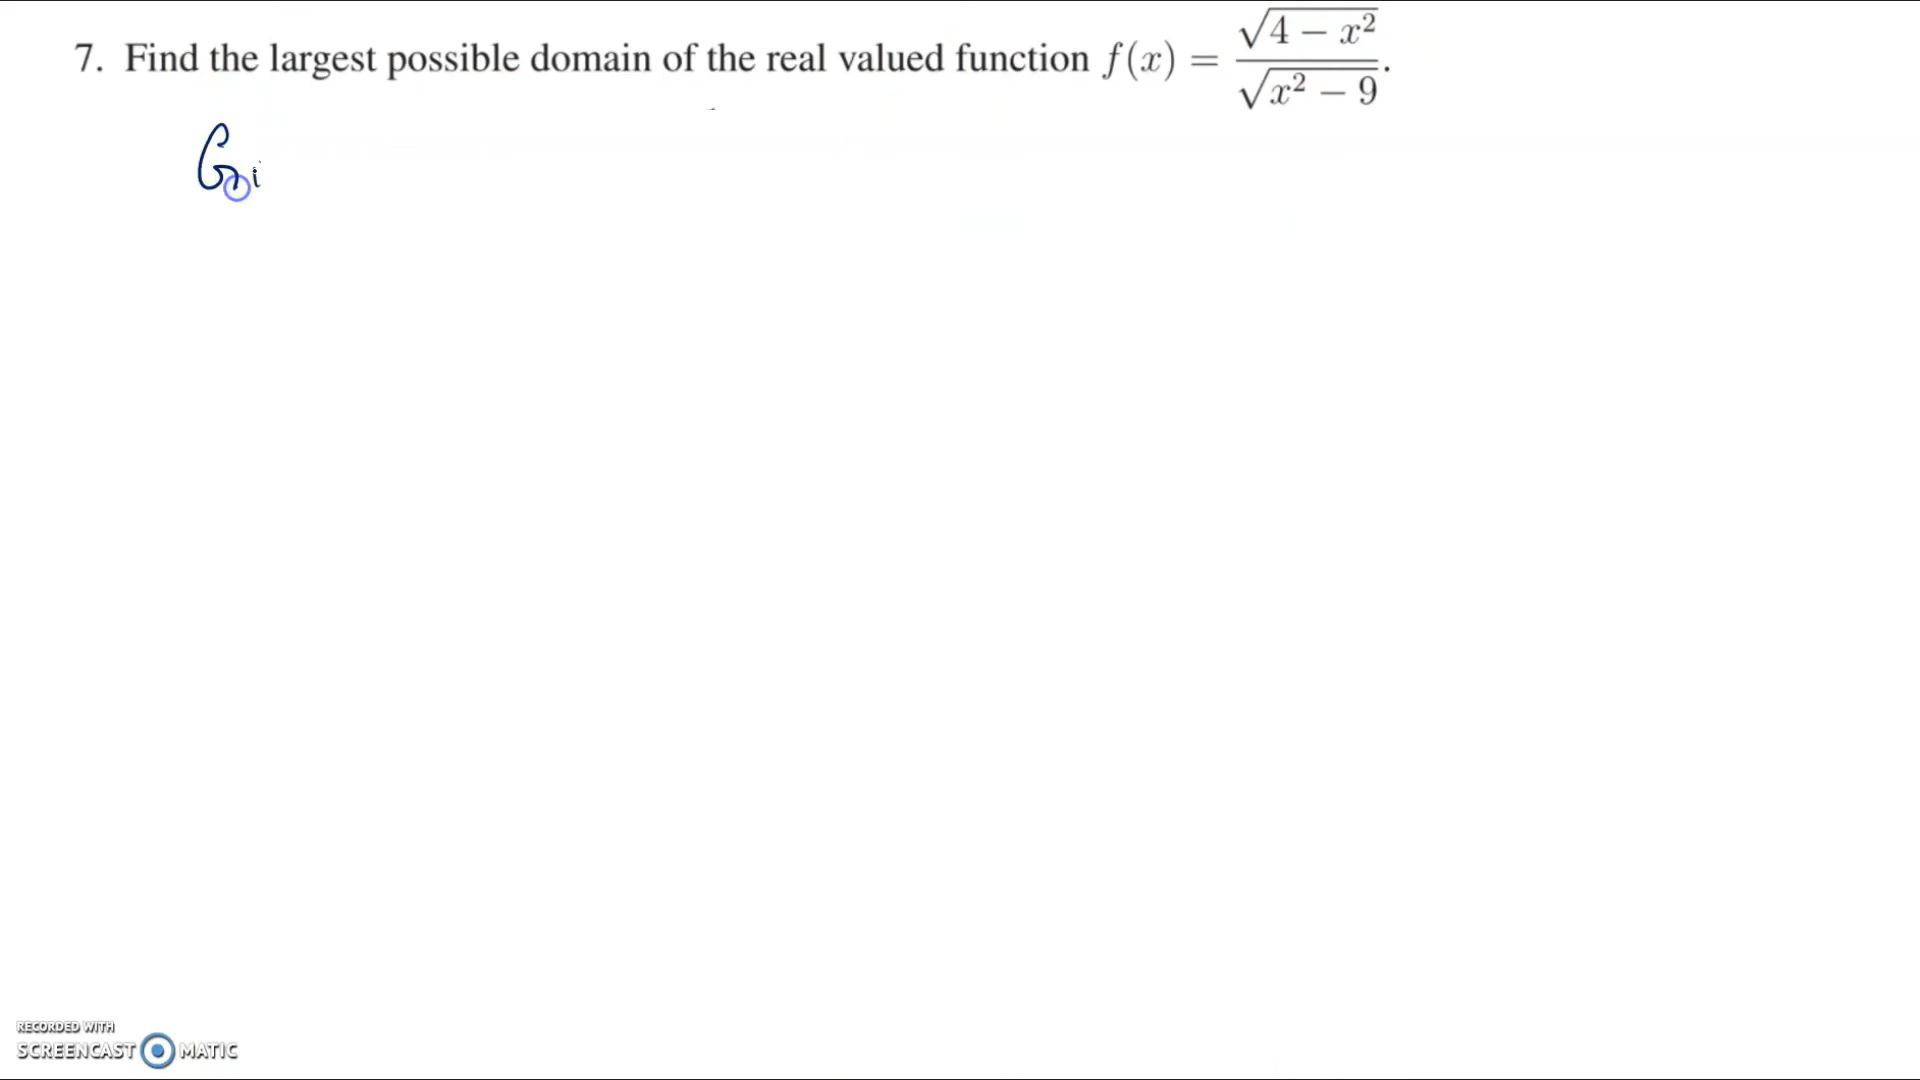 7. Find the largest possible domain of the real valued function f(x) = √(4 − x²) / √(x² − 9).
RECORDED WITH
SCREENCAST MATIC